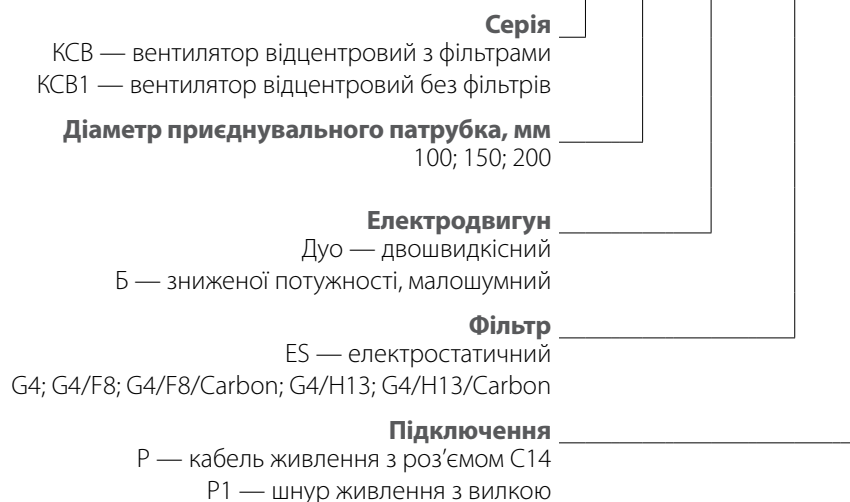 Серія
КСВ — вентилятор відцентровий з фільтрами
КСВ1 — вентилятор відцентровий без фільтрів
Діаметр приєднувального патрубка, мм
100; 150; 200
Електродвигун
Дуо — двошвидкісний
Б — зниженої потужності, малошумний
Фільтр
ES — електростатичний
G4; G4/F8; G4/F8/Carbon; G4/H13; G4/H13/Carbon
Підключення
Р — кабель живлення з роз’ємом С14
Р1 — шнур живлення з вилкою